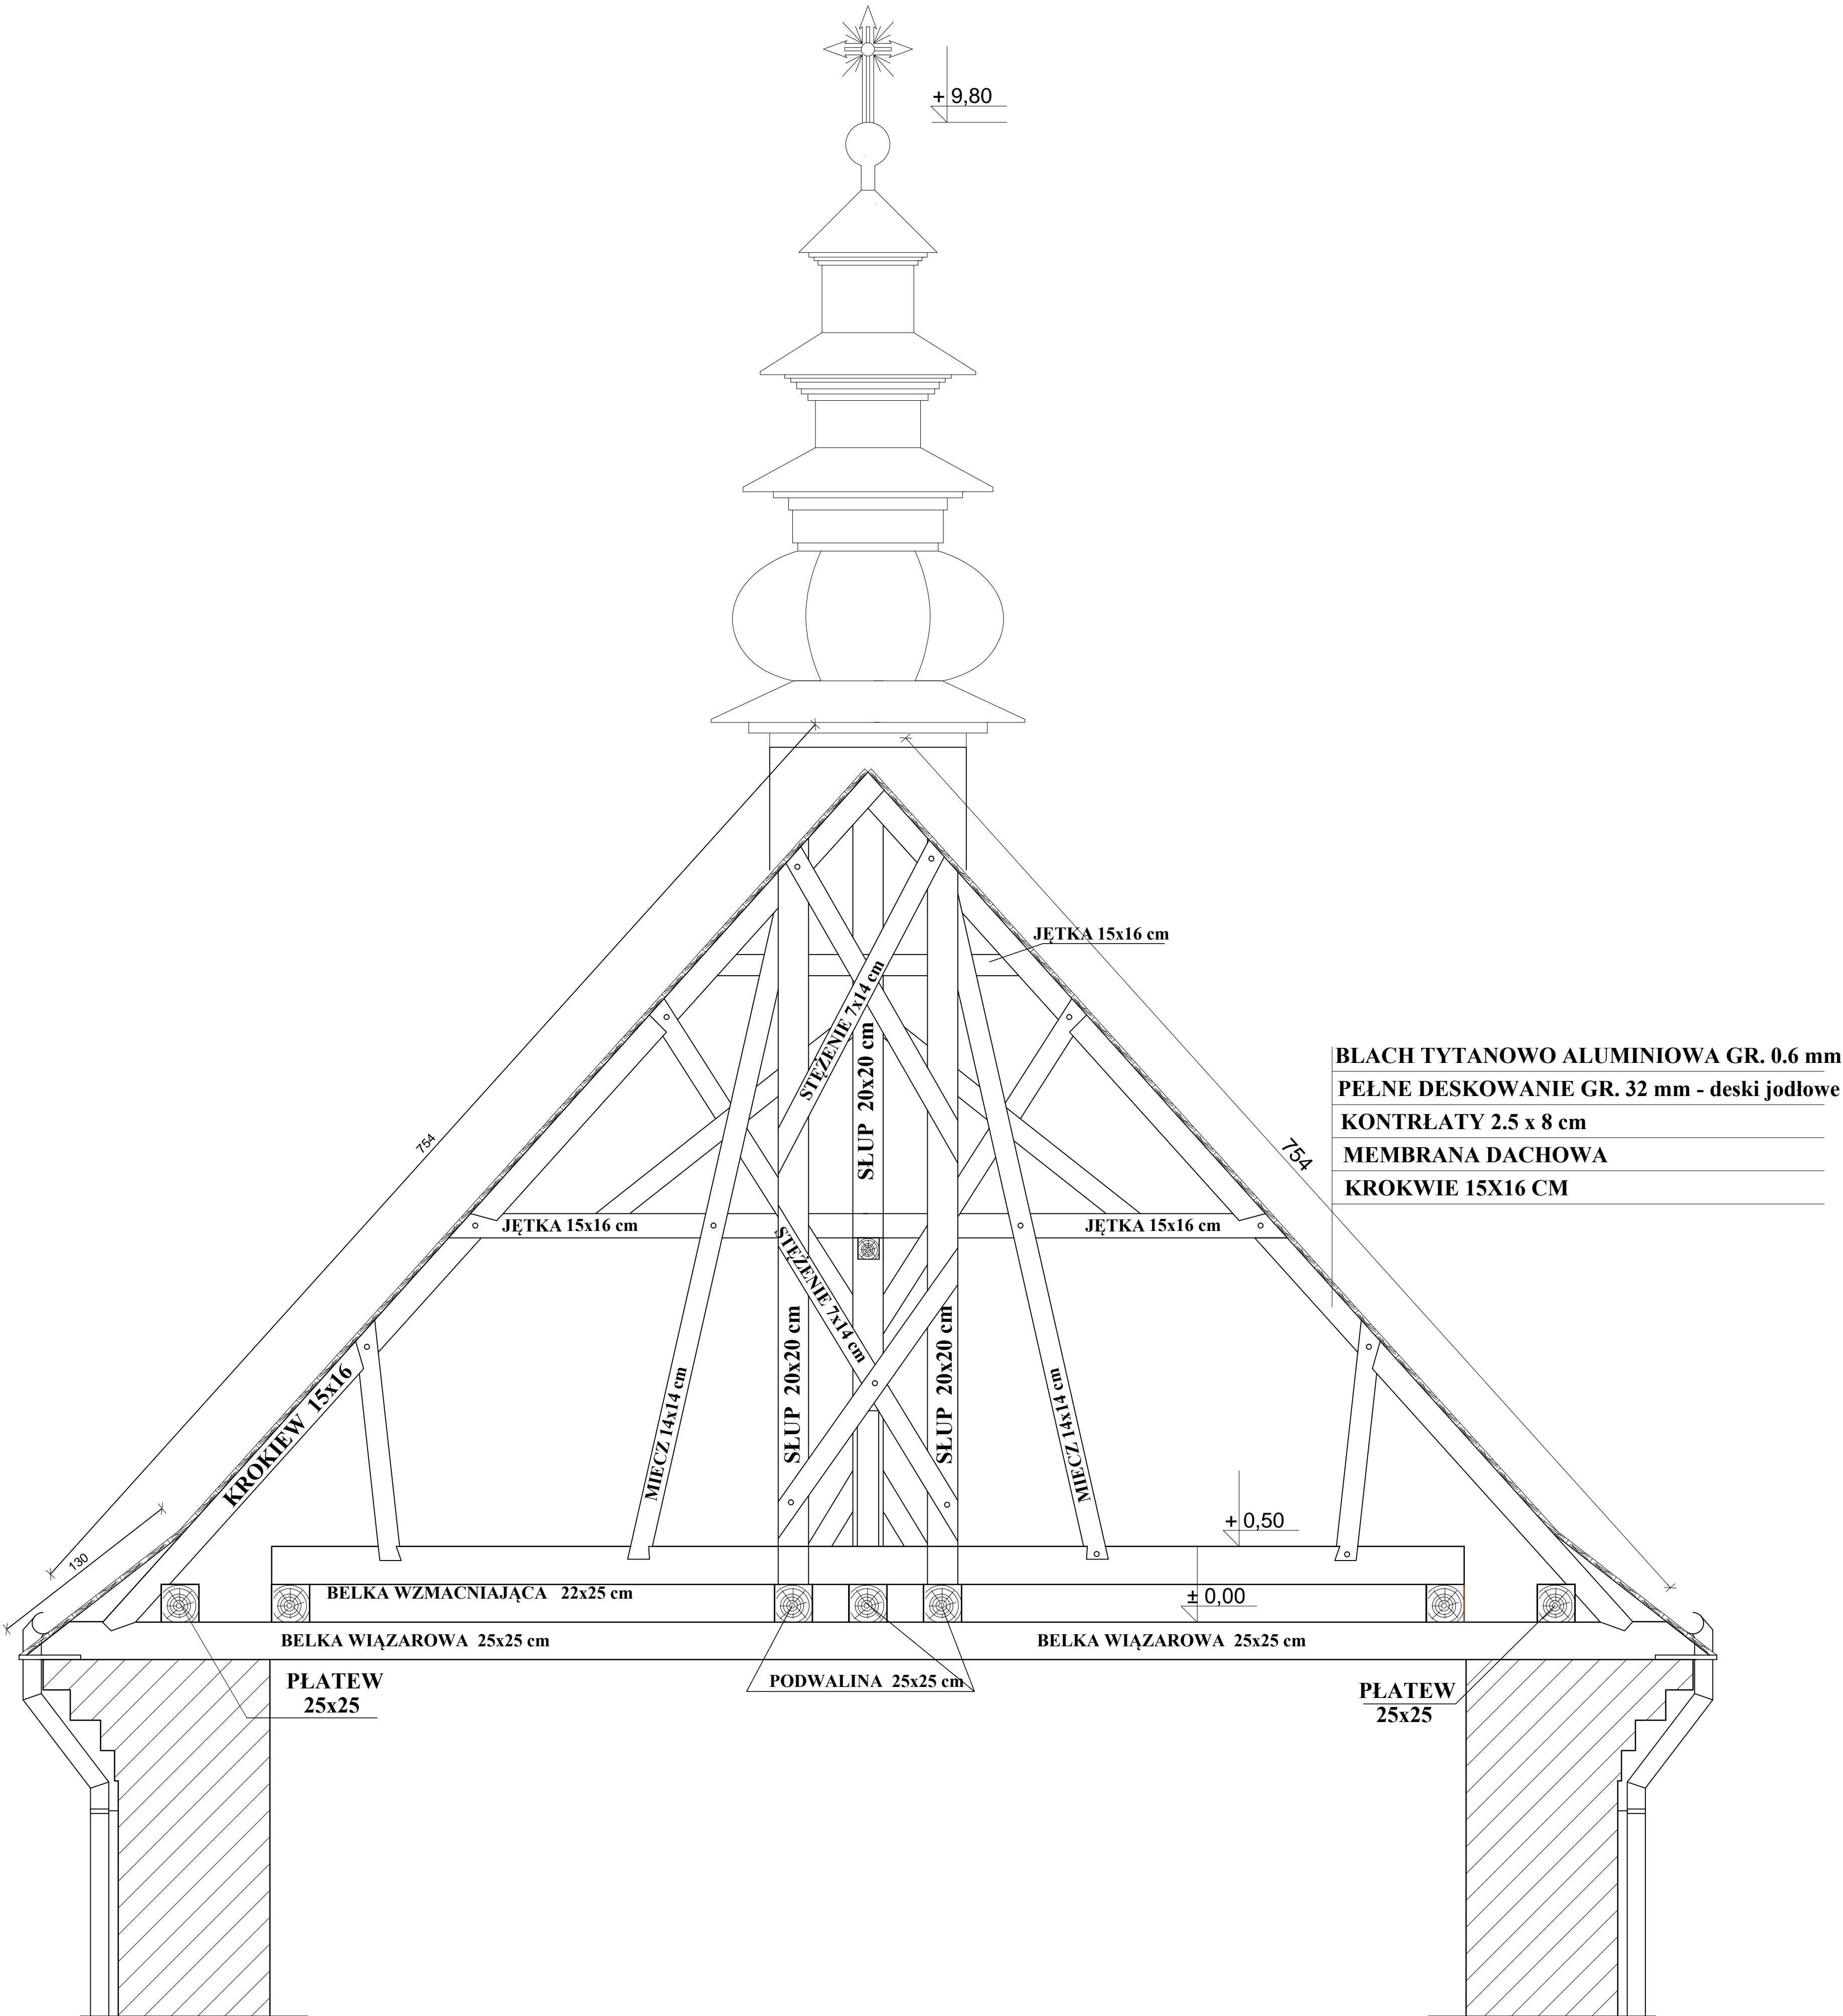 + 9,80
JĘTKA 15x16 cm
STĘŻENIE 7x14 cm
SŁUP 20x20 cm
BLACH TYTANOWO ALUMINIOWA GR. 0.6 mm
PEŁNE DESKOWANIE GR. 32 mm - deski jodłowe
KONTRŁATY 2.5 x 8 cm
MEMBRANA DACHOWA
KROKWIE 15X16 CM
754
754
JĘTKA 15x16 cm
JĘTKA 15x16 cm
STĘŻENIE 7x14 cm
SŁUP 20x20 cm
SŁUP 20x20 cm
MIECZ 14x14 cm
MIECZ 14x14 cm
KROKIEW 15x16
130
+ 0,50
BELKA WZMACNIAJĄCA 22x25 cm
± 0,00
BELKA WIĄZAROWA 25x25 cm
BELKA WIĄZAROWA 25x25 cm
PŁATEW
25x25
PODWALINA 25x25 cm
PŁATEW
25x25